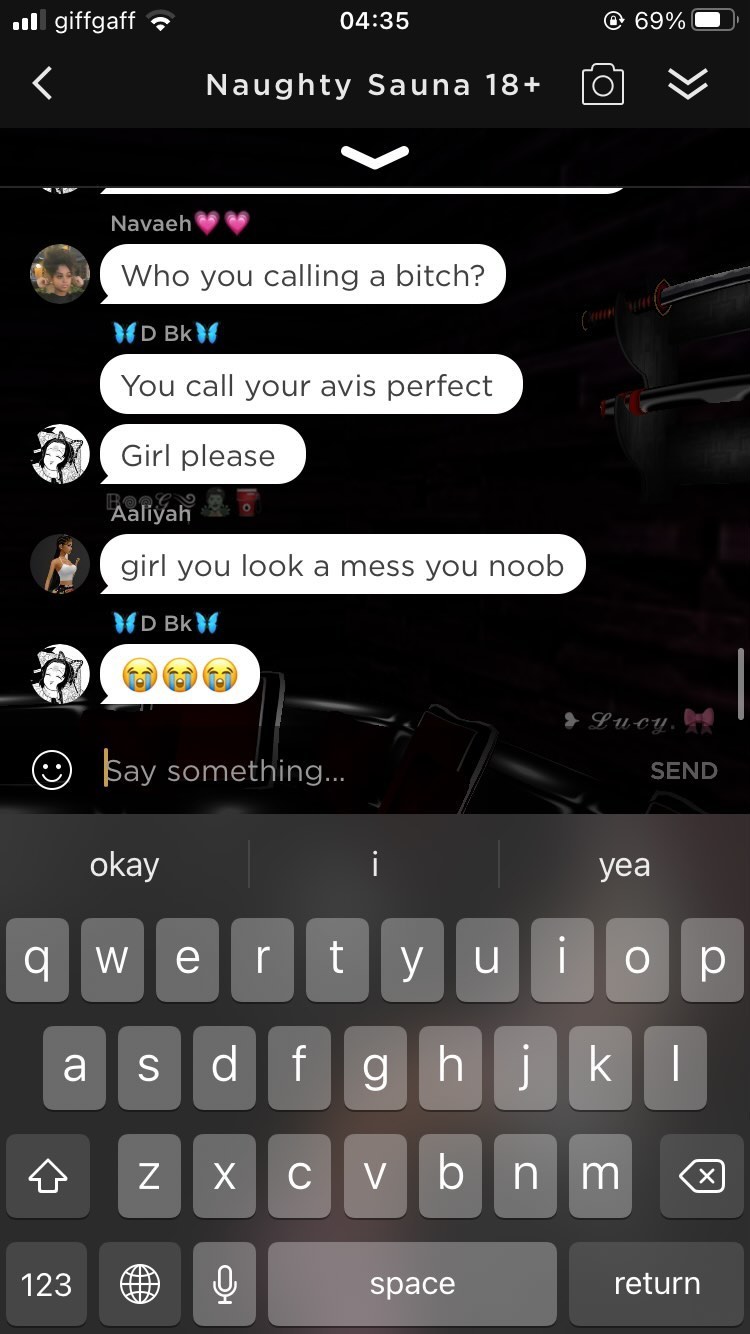 giffgaff 04:35 69%
Naughty Sauna 18+
Navaeh💗💗
Who you calling a bitch?
🦋D Bk🦋
You call your avis perfect
Girl please
Aaliyah
girl you look a mess you noob
🦋D Bk🦋
😭😭😭
❥ 𝓛𝓾𝓬𝔂.🎀
Say something... SEND
okay i yea
q w e r t y u i o p
a s d f g h j k l
z x c v b n m
123 space return